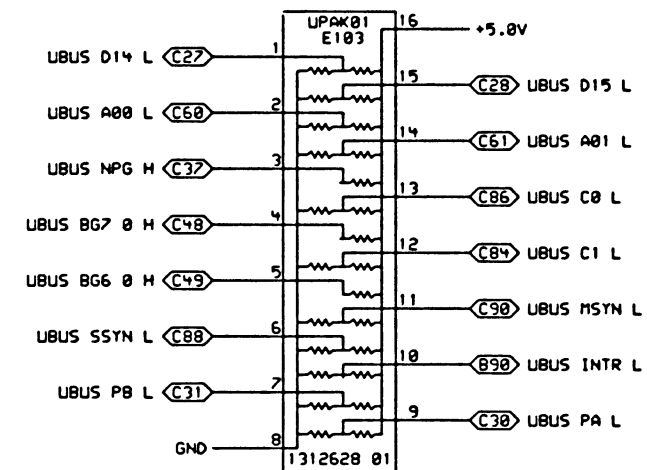 UPAK01
E103
16
+5.0V
UBUS D14 L C27 1
15 C28 UBUS D15 L
UBUS A00 L C60 2
14 C61 UBUS A01 L
UBUS NPG H C37 3
13 C86 UBUS C0 L
UBUS BG7 0 H C48 4
12 C84 UBUS C1 L
UBUS BG6 0 H C49 5
11 C90 UBUS MSYN L
UBUS SSYN L C88 6
10 B90 UBUS INTR L
UBUS PB L C31 7
9 C30 UBUS PA L
GND 8
1312628 01